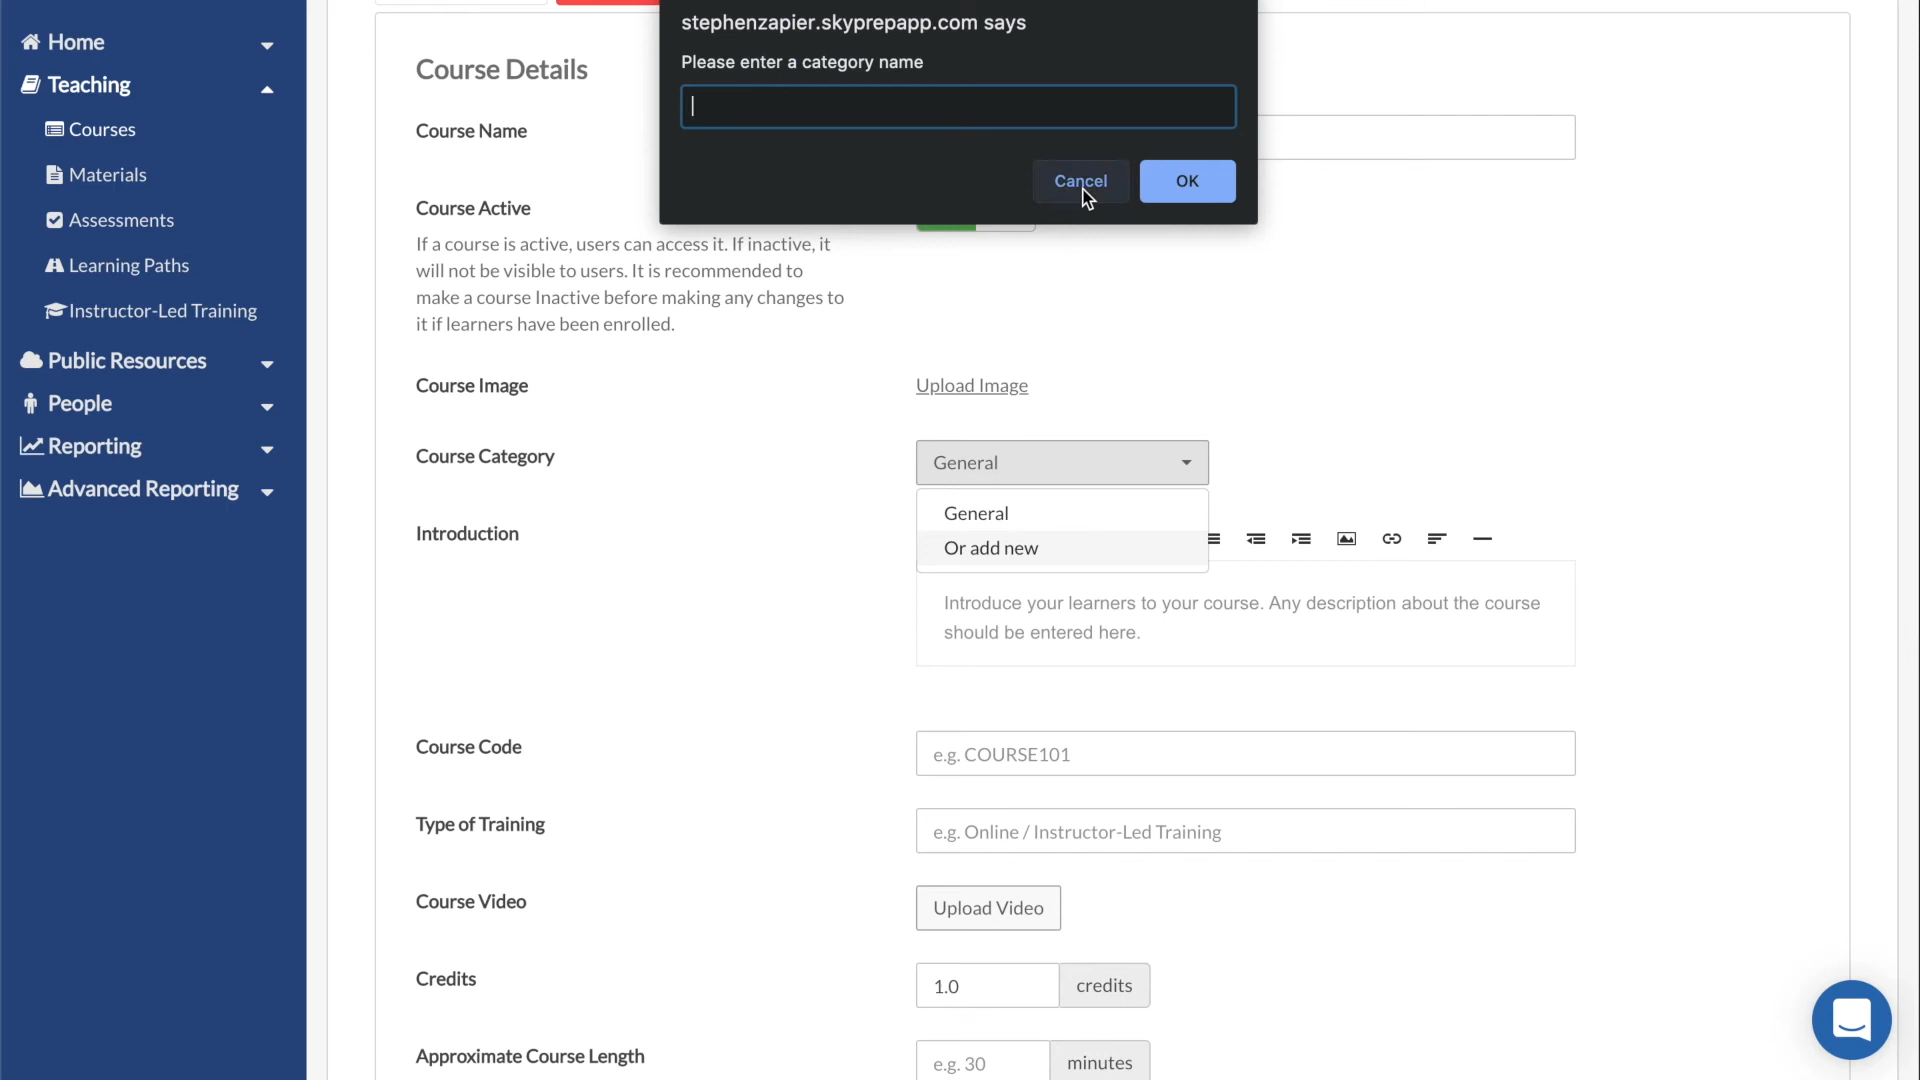 Home
Teaching
Courses
Materials
Assessments
Learning Paths
Instructor-Led Training
Public Resources
People
Reporting
Advanced Reporting
stephenzapier.skyprepapp.com says
Please enter a category name
Cancel
OK
Course Details
Course Name
Course Active
If a course is active, users can access it. If inactive, it
will not be visible to users. It is recommended to
make a course Inactive before making any changes to
it if learners have been enrolled.
Course Image
Upload Image
Course Category
General
General
Or add new
Introduction
Introduce your learners to your course. Any description about the course
should be entered here.
Course Code
e.g. COURSE101
Type of Training
e.g. Online / Instructor-Led Training
Course Video
Upload Video
Credits
1.0
credits
Approximate Course Length
e.g. 30
minutes